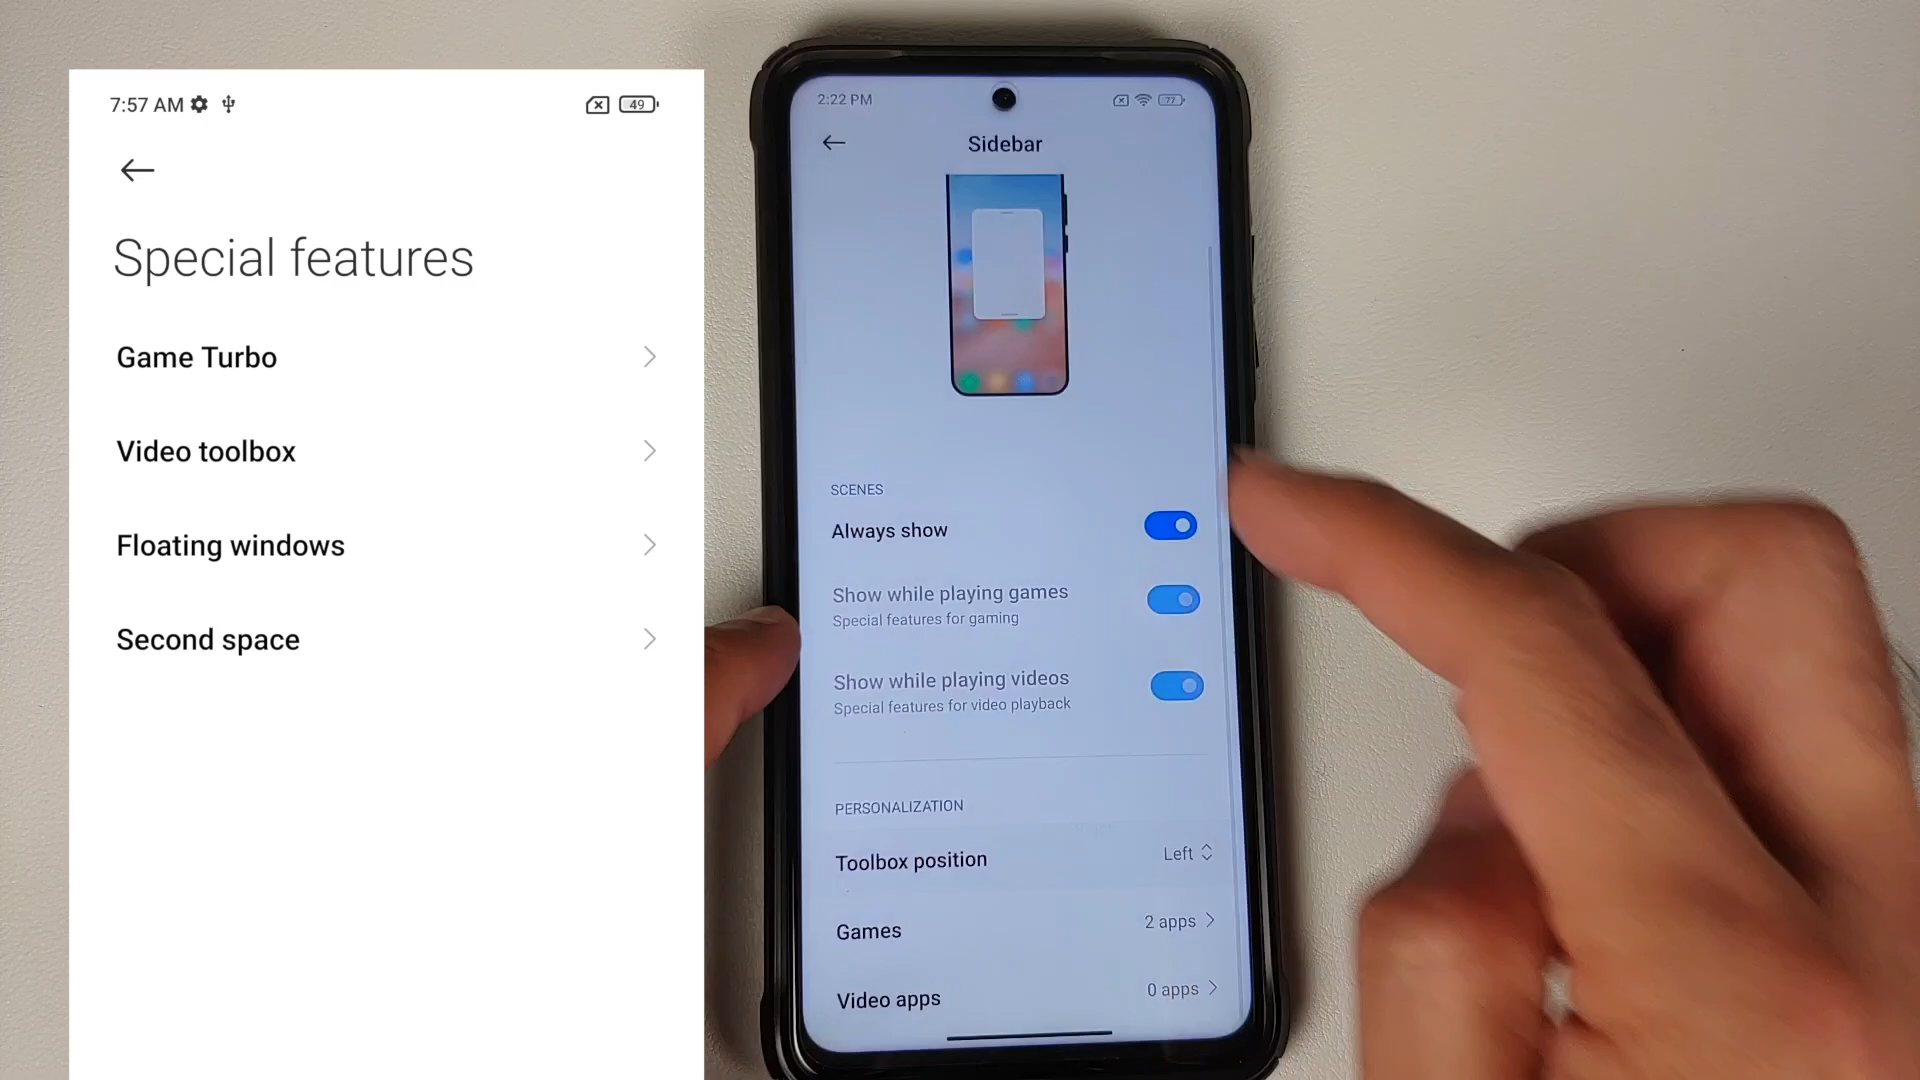 7:57 AM
49
Special features
Game Turbo
Video toolbox
Floating windows
Second space
2:22 PM
77
Sidebar
SCENES
Always show
Show while playing games
Special features for gaming
Show while playing videos
Special features for video playback
PERSONALIZATION
Toolbox position
Left
Games
2 apps
Video apps
0 apps